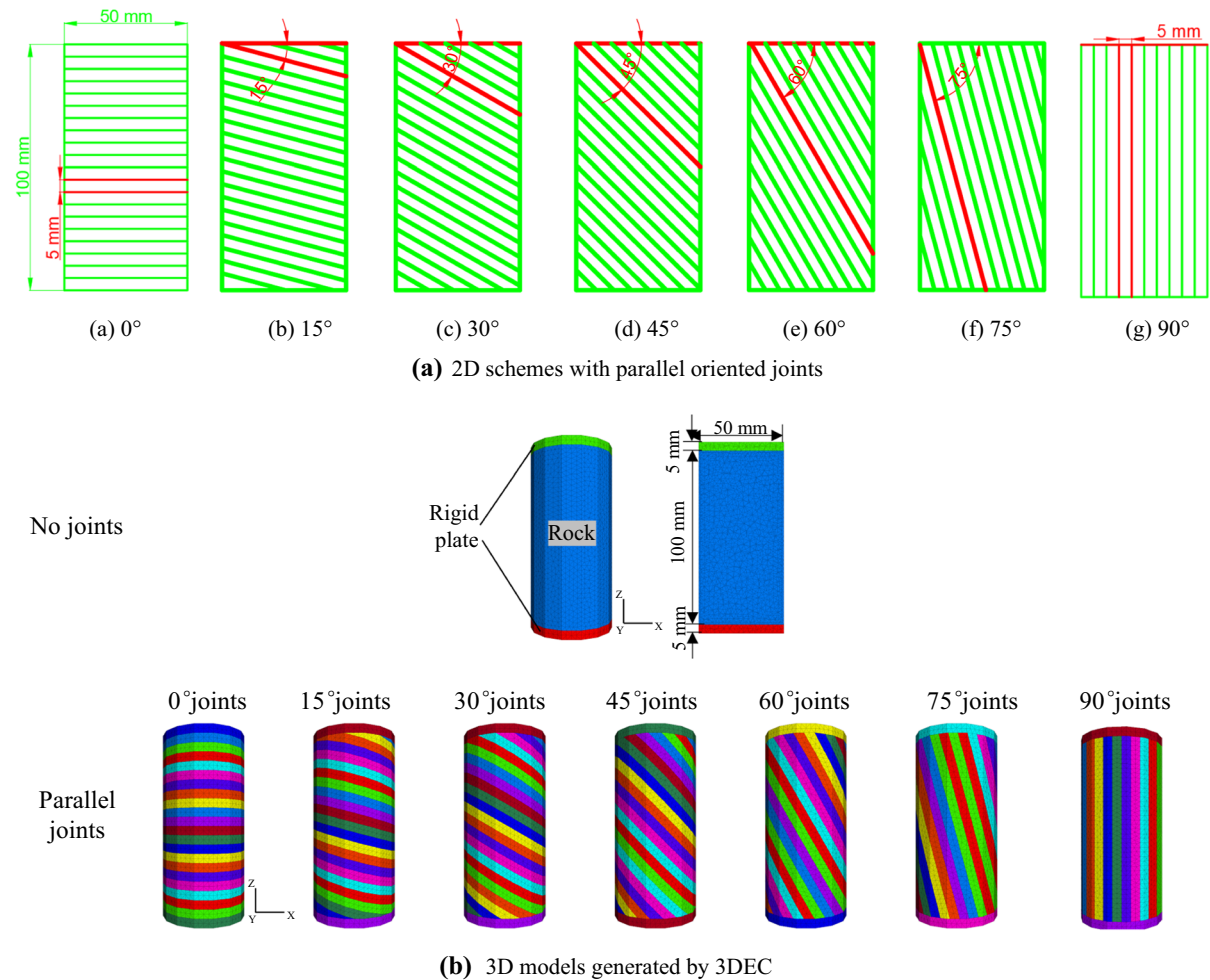 50 mm
100 mm
5 mm
15°
30°
45°
60°
75°
5 mm
(a) 0°
(b) 15°
(c) 30°
(d) 45°
(e) 60°
(f) 75°
(g) 90°
(a) 2D schemes with parallel oriented joints
No joints
Rigid
plate
Rock
Z
Y
X
50 mm
5 mm
100 mm
5 mm
0°joints
15°joints
30°joints
45°joints
60°joints
75°joints
90°joints
Parallel
joints
Z
Y
X
(b) 3D models generated by 3DEC